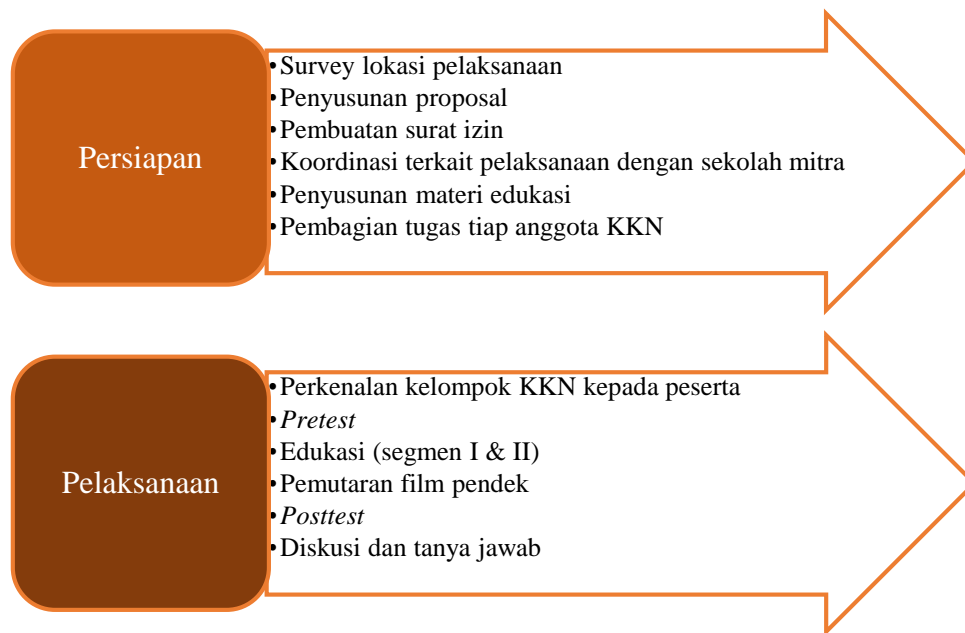 Persiapan
•Survey lokasi pelaksanaan
•Penyusunan proposal
•Pembuatan surat izin
•Koordinasi terkait pelaksanaan dengan sekolah mitra
•Penyusunan materi edukasi
•Pembagian tugas tiap anggota KKN
Pelaksanaan
•Perkenalan kelompok KKN kepada peserta
•Pretest
•Edukasi (segmen I & II)
•Pemutaran film pendek
•Posttest
•Diskusi dan tanya jawab